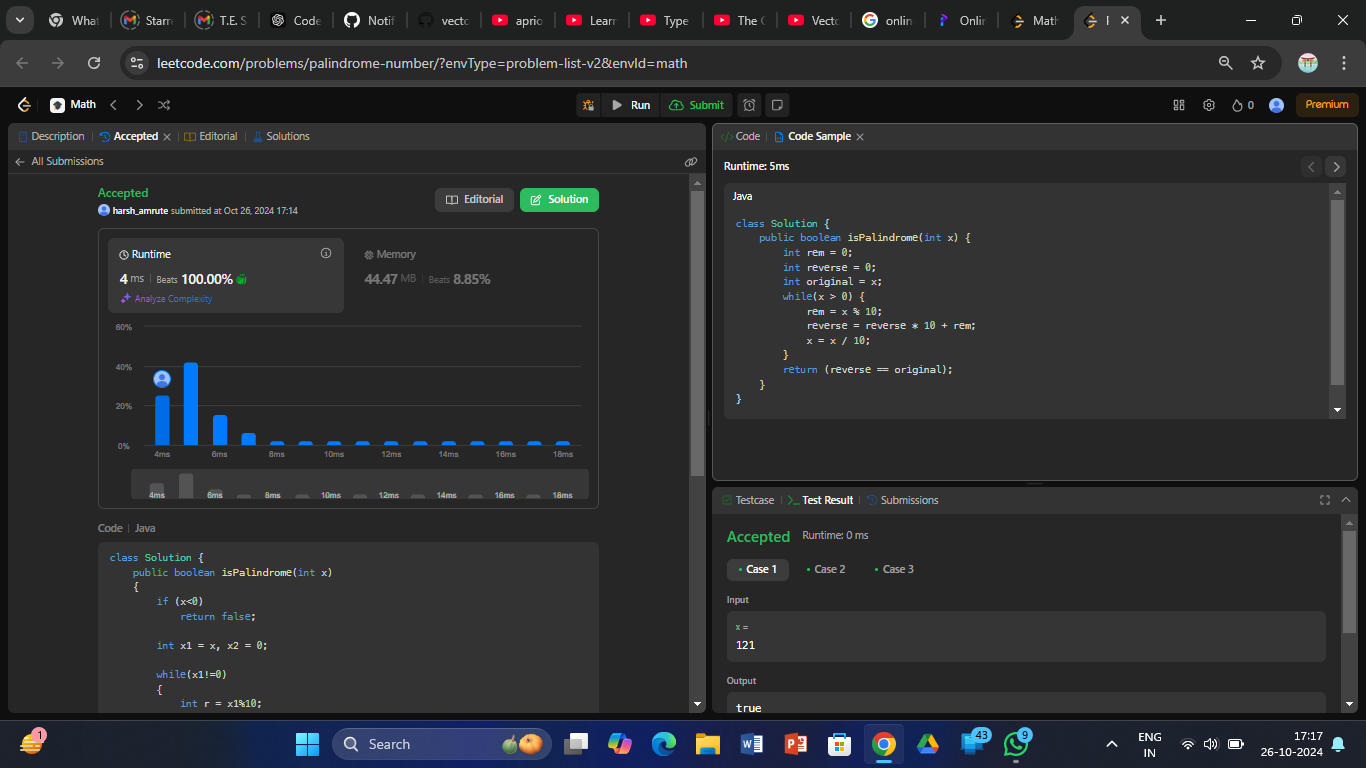 What
Starre
T.E. S
Code
Notif
vecto
aprio
Learn
Type
The C
Vecto
onlin
Onlin
Math
leetcode.com/problems/palindrome-number/?envType=problem-list-v2&envId=math
Math
Run
Submit
0
Premium
Description
Accepted
Editorial
Solutions
All Submissions
Accepted
harsh_amrute submitted at Oct 26, 2024 17:14
Editorial
Solution
Runtime
4 ms | Beats 100.00%
Analyze Complexity
Memory
44.47 MB | Beats 8.85%
60%
40%
20%
0%
4ms 6ms 8ms 10ms 12ms 14ms 16ms 18ms
4ms 6ms 8ms 10ms 12ms 14ms 16ms 18ms
Code | Java
class Solution {
public boolean isPalindrome(int x)
{
if (x<0)
return false;
int x1 = x, x2 = 0;
while(x1!=0)
{
int r = x1%10;
Code
Code Sample
Runtime: 5ms
Java
class Solution {
public boolean isPalindrome(int x) {
int rem = 0;
int reverse = 0;
int original = x;
while(x > 0) {
rem = x % 10;
reverse = reverse * 10 + rem;
x = x / 10;
}
return (reverse == original);
}
}
Testcase
Test Result
Submissions
Accepted Runtime: 0 ms
Case 1
Case 2
Case 3
Input
x =
121
Output
true
1
Search
43
9
ENG
IN
17:17
26-10-2024